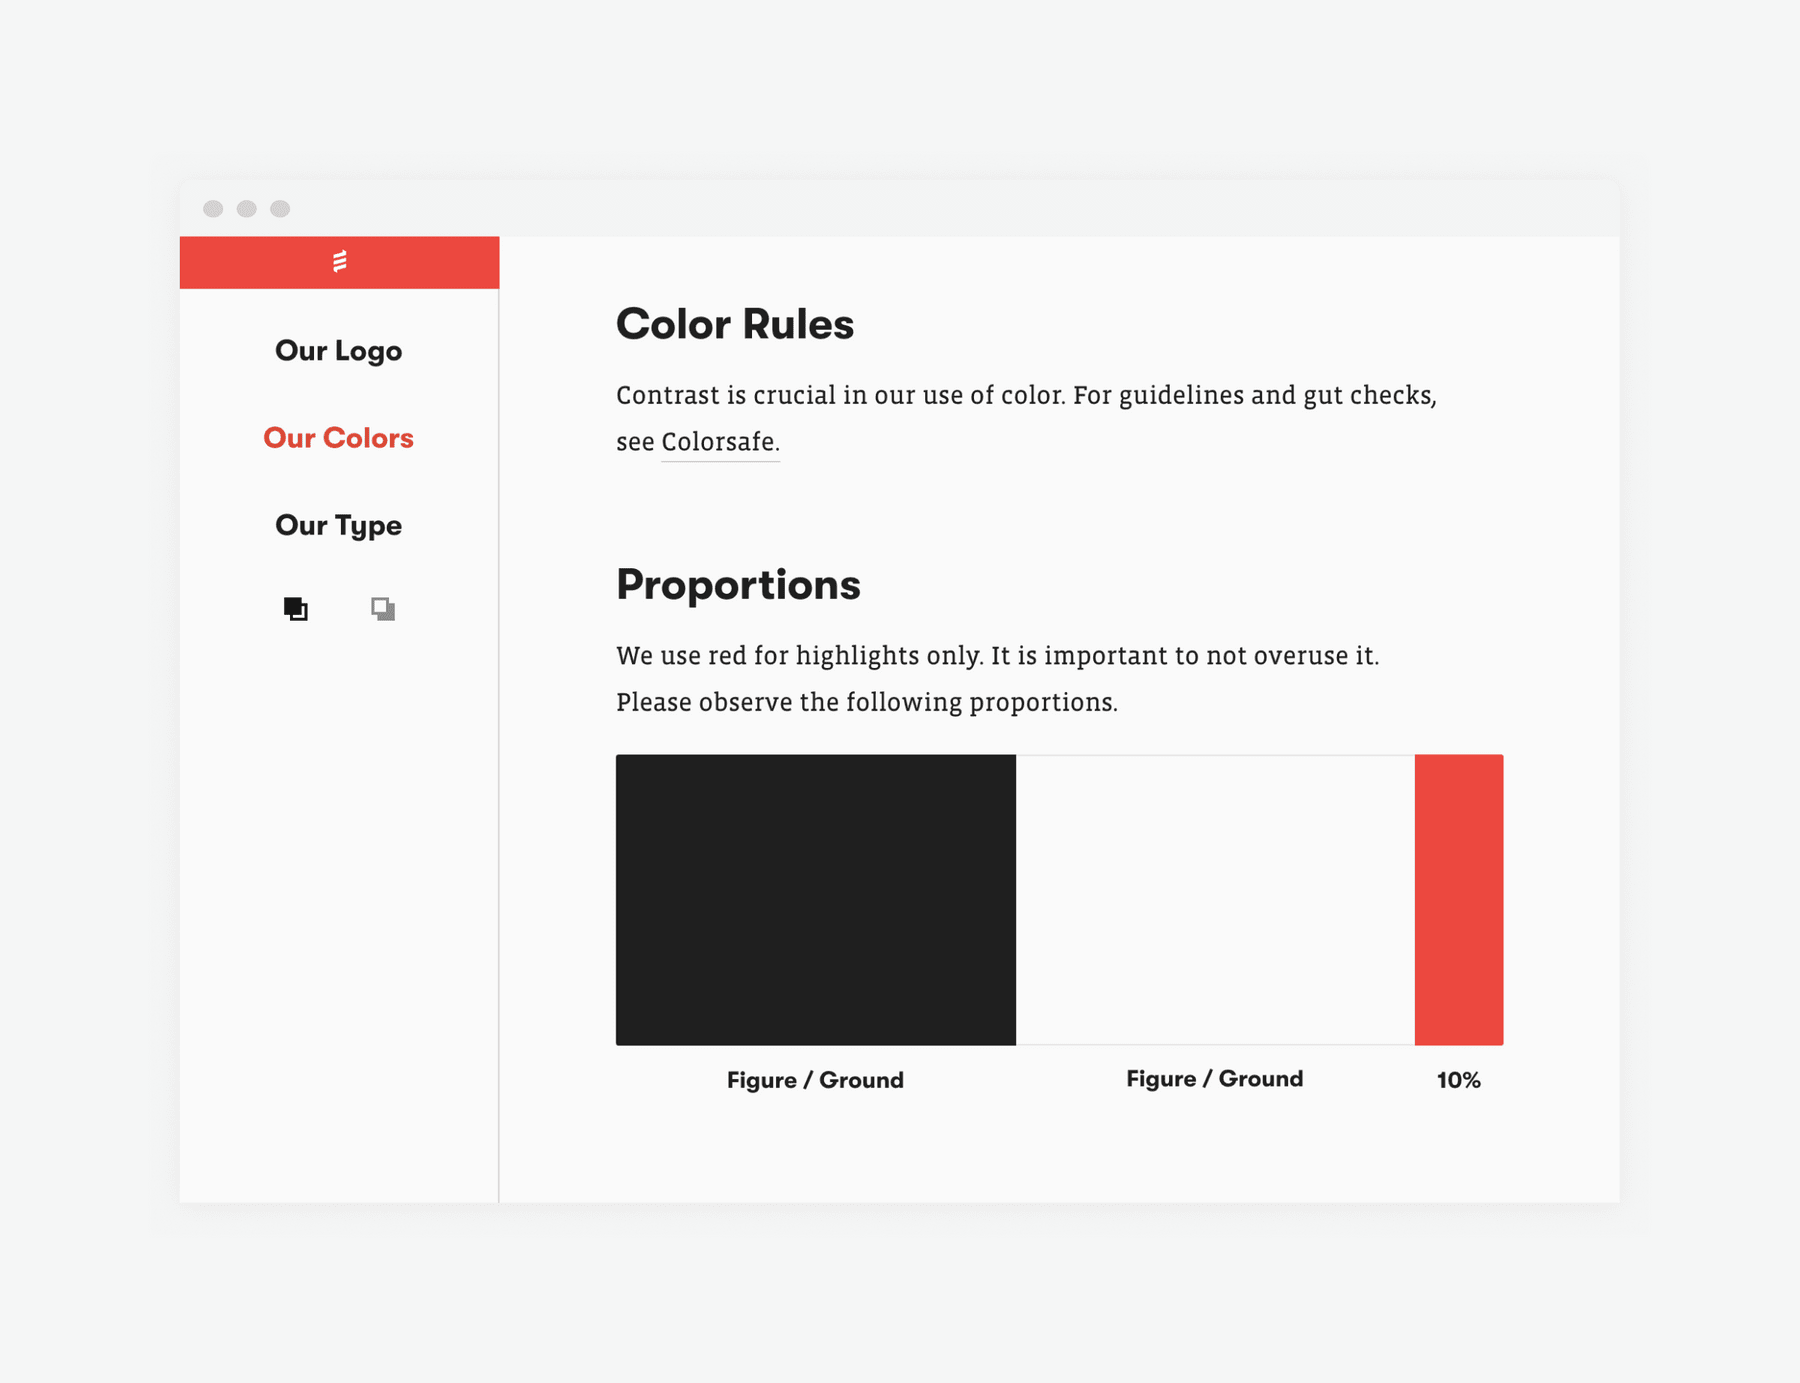 Our Logo
Our Colors
Our Type
Color Rules
Contrast is crucial in our use of color. For guidelines and gut checks,
see Colorsafe.
Proportions
We use red for highlights only. It is important to not overuse it.
Please observe the following proportions.
Figure / Ground
Figure / Ground
10%